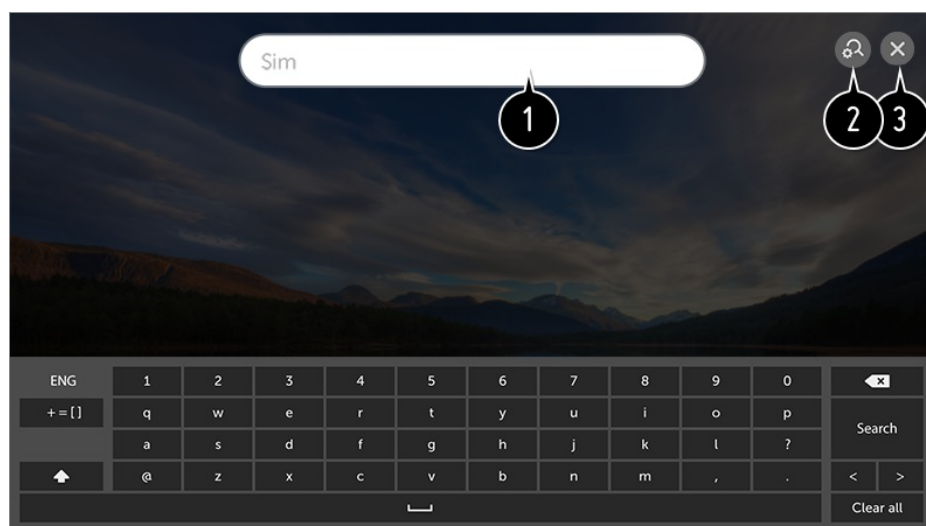 Sim
1
2 3
ENG 1 2 3 4 5 6 7 8 9 0
+=[] q w e r t y u i o p
a s d f g h j k l ? Search
@ z x c v b n m , . < >
Clear all